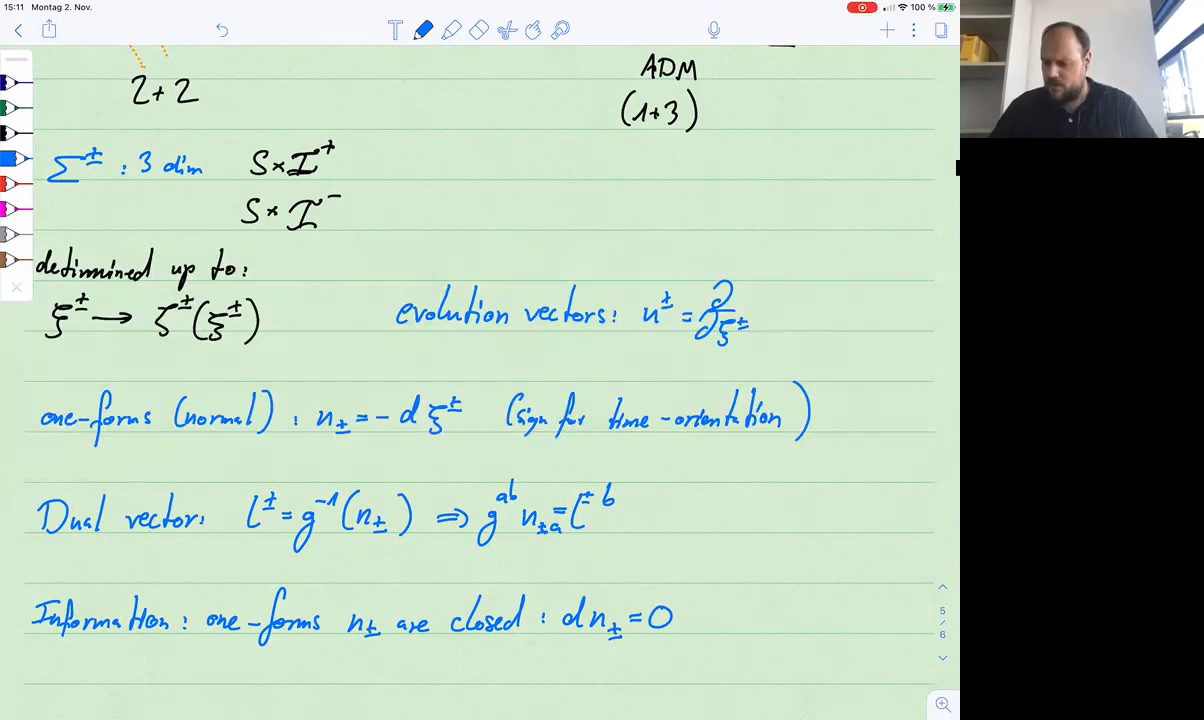 15:11 Montag 2. Nov.
100 %
2+2
ADM
(1+3)
Σ^± : 3 dim S × I^+
S × I^-
determined up to:
ξ^± → ζ^±(ξ^±)
evolution vectors: u^± = ∂/∂ξ^±
one-forms (normal) : n_± = - d ξ^± (sign for time-orientation)
Dual vector: l^± = g^{-1}(n_±) ⟹ g^{ab} n_{±a} = l^{± b}
Information : one-forms n_± are closed : dn_± = 0
5
/
6